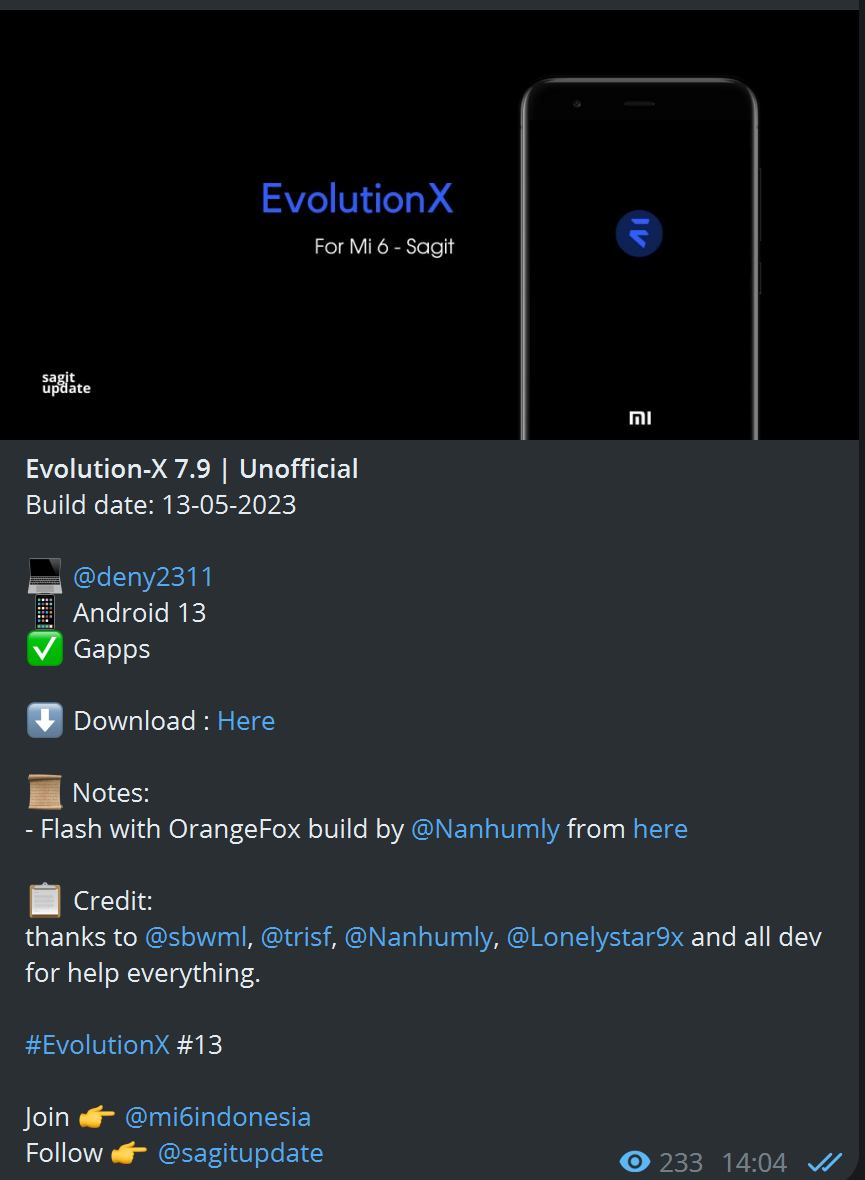 EvolutionX
For Mi 6 - Sagit
sagit
update
Evolution-X 7.9 | Unofficial
Build date: 13-05-2023
💻 @deny2311
📱 Android 13
✅ Gapps
⬇️ Download : Here
📜 Notes:
- Flash with OrangeFox build by @Nanhumly from here
📋 Credit:
thanks to @sbwml, @trisf, @Nanhumly, @Lonelystar9x and all dev
for help everything.
#EvolutionX #13
Join 👉 @mi6indonesia
Follow 👉 @sagitupdate
233 14:04